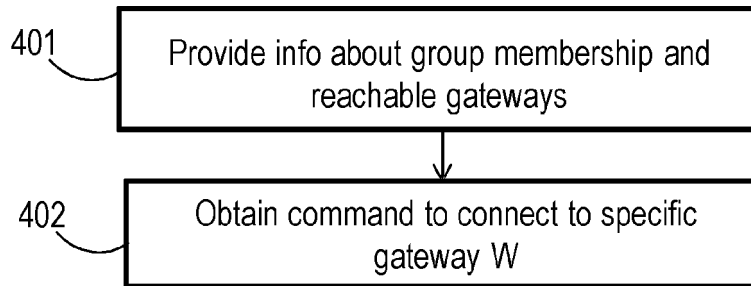 401
Provide info about group membership and
reachable gateways
402
Obtain command to connect to specific
gateway W